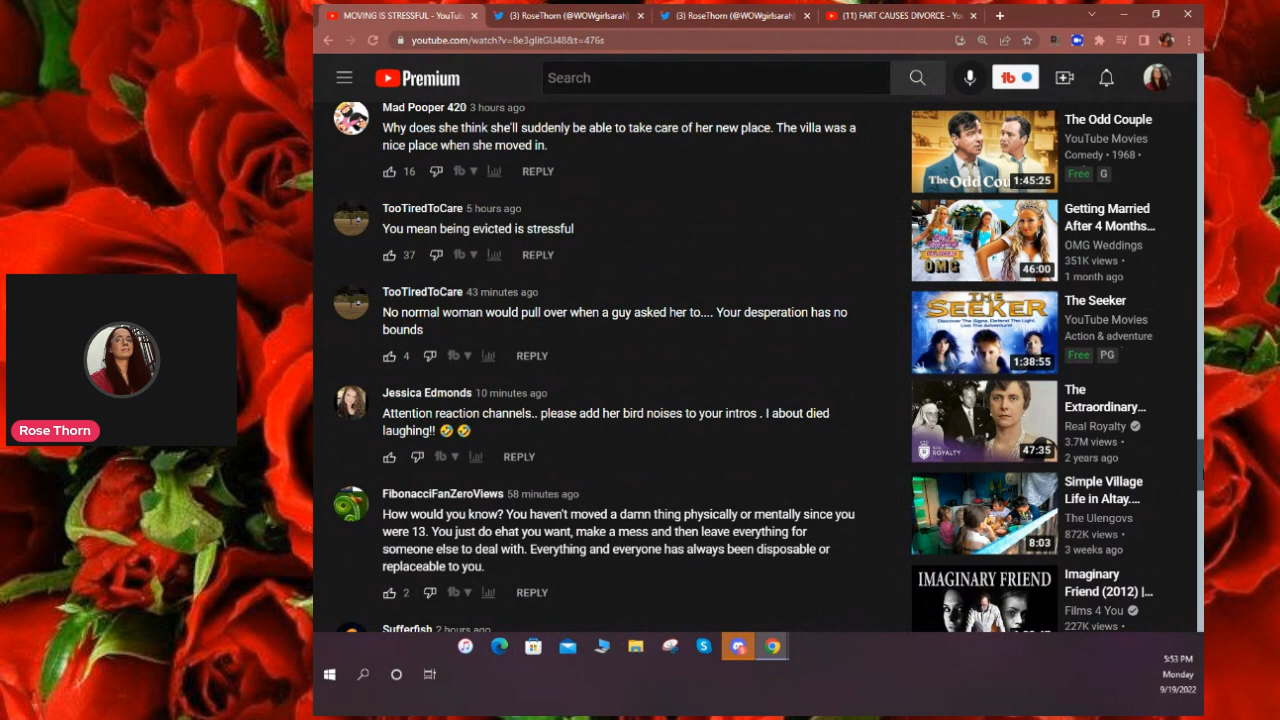 MOVING IS STRESSFUL - YouTub
(3) RoseThorn (@WOWgirlsarah)
(3) RoseThorn (@WOWgirlsarah)
(11) FART CAUSES DIVORCE - Yo
youtube.com/watch?v=8e3gIitGU48&t=476s
Premium
Search
Mad Pooper 420 3 hours ago
Why does she think she'll suddenly be able to take care of her new place. The villa was a
nice place when she moved in.
16 REPLY
TooTiredToCare 5 hours ago
You mean being evicted is stressful
37 REPLY
TooTiredToCare 43 minutes ago
No normal woman would pull over when a guy asked her to.... Your desperation has no
bounds
4 REPLY
Jessica Edmonds 10 minutes ago
Attention reaction channels.. please add her bird noises to your intros . I about died
laughing!! 🤣 🤣
REPLY
FibonacciFanZeroViews 58 minutes ago
How would you know? You haven't moved a damn thing physically or mentally since you
were 13. You just do ehat you want, make a mess and then leave everything for
someone else to deal with. Everything and everyone has always been disposable or
replaceable to you.
2 REPLY
Sufferfish 2 hours ago
The Odd Cou
1:45:25
The Odd Couple
YouTube Movies
Comedy • 1968 •
Free G
OMG
46:00
Getting Married
After 4 Months...
OMG Weddings
351K views •
1 month ago
THE
SEEKER
1:38:55
The Seeker
YouTube Movies
Action & adventure
Free PG
ROYALTY
47:35
The
Extraordinary...
Real Royalty
3.7M views •
2 years ago
8:03
Simple Village
Life in Altay....
The Ulengovs
872K views •
3 weeks ago
IMAGINARY FRIEND
Imaginary
Friend (2012) |...
Films 4 You
227K views •
Rose Thorn
5:53 PM
Monday
9/19/2022